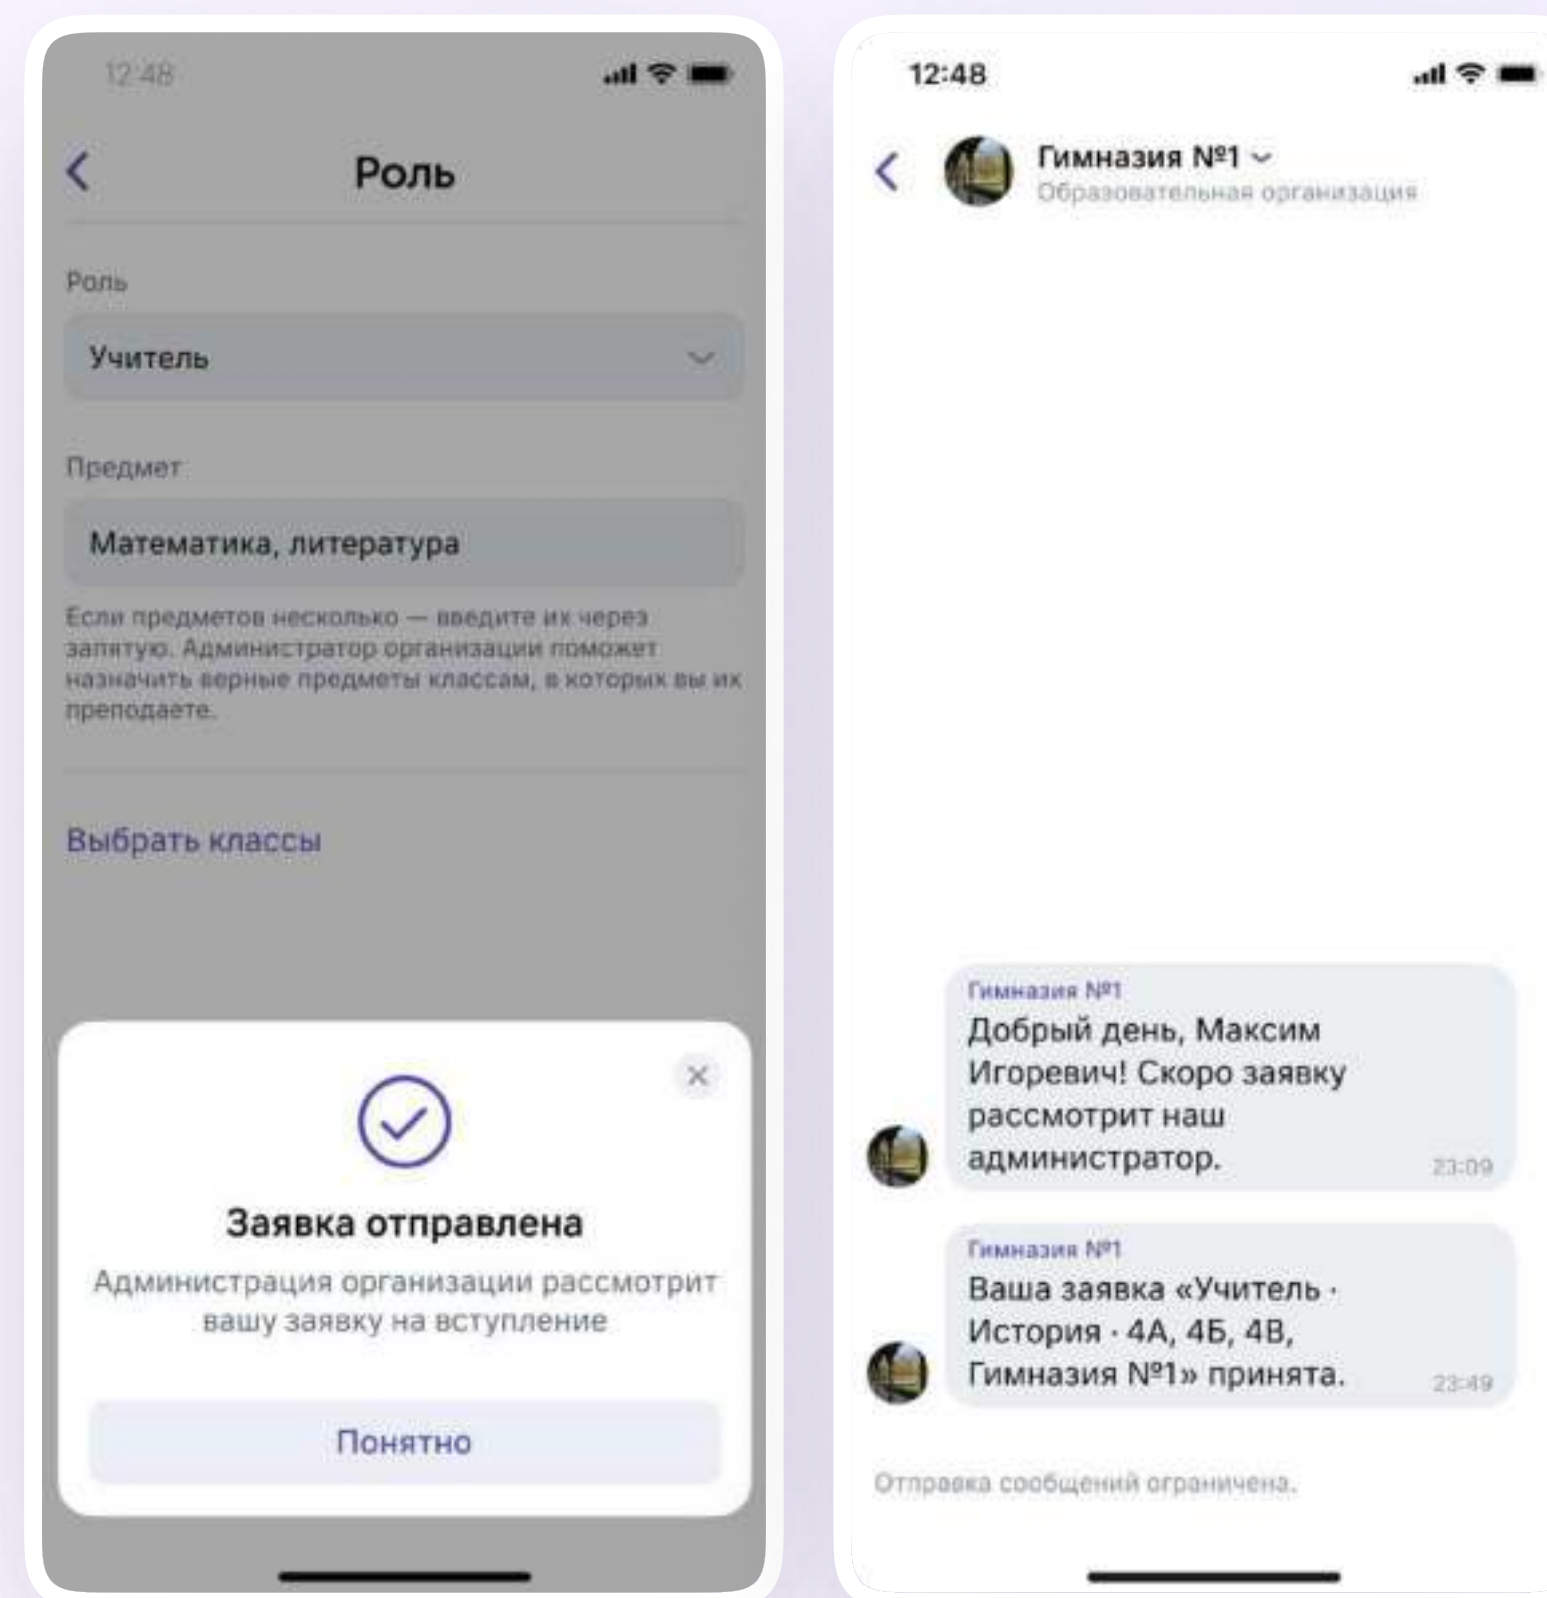 12:48
Роль
Роль
Учитель
Предмет
Математика, литература
Если предметов несколько — введите их через
запятую. Администратор организации поможет
назначить верные предметы классам, в которых вы их
преподаете.
Выбрать классы
Заявка отправлена
Администрация организации рассмотрит
вашу заявку на вступление
Понятно
12:48
Гимназия №1
Образовательная организация
Гимназия №1
Добрый день, Максим
Игоревич! Скоро заявку
рассмотрит наш
администратор.
23:09
Гимназия №1
Ваша заявка «Учитель ·
История · 4А, 4Б, 4В,
Гимназия №1» принята.
23:49
Отправка сообщений ограничена.